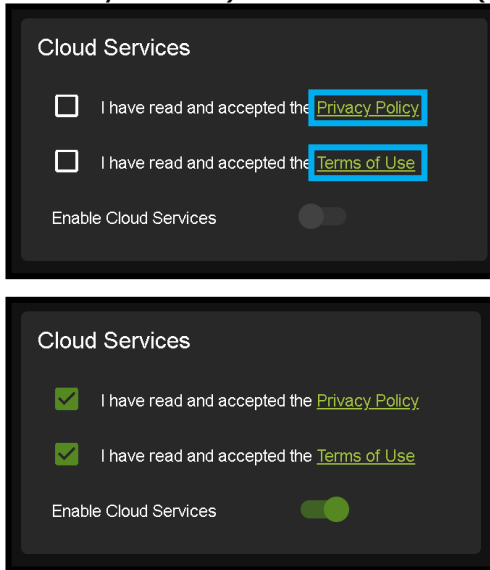 Cloud Services
I have read and accepted the Privacy Policy
I have read and accepted the Terms of Use
Enable Cloud Services
Cloud Services
I have read and accepted the Privacy Policy
I have read and accepted the Terms of Use
Enable Cloud Services